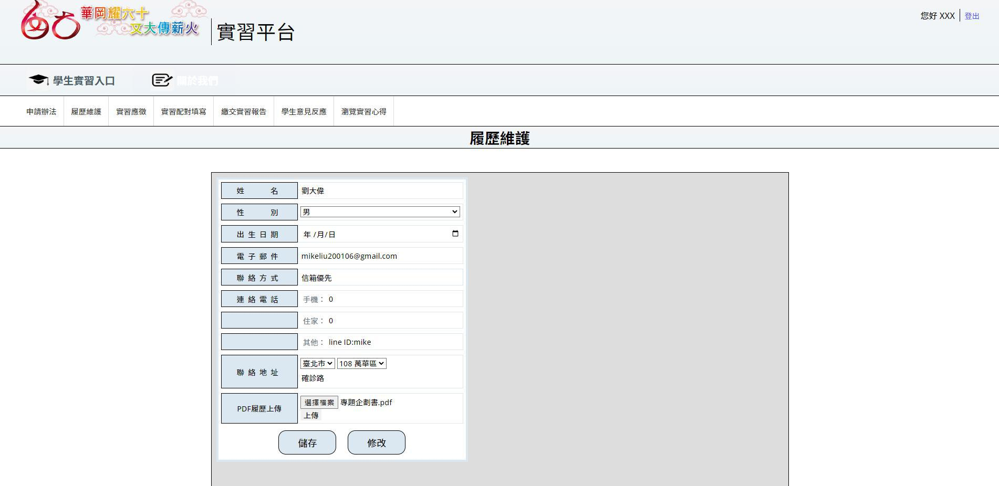 華岡耀六十
文大傳薪火
實習平台
您好 XXX
登出
學生實習入口
關於我們
申請辦法
履歷維護
實習應徵
實習配對填寫
繳交實習報告
學生意見反應
瀏覽實習心得
履歷維護
姓 名 劉大偉
性 別 男
出 生 日 期 年 /月/日
電 子 郵 件 mikeliu200106@gmail.com
聯 絡 方 式 信箱優先
連 絡 電 話 手機： 0
住家： 0
其他： line ID:mike
聯 絡 地 址 臺北市 108 萬華區
確診路
PDF履歷上傳 選擇檔案 專題企劃書.pdf
上傳
儲存 修改